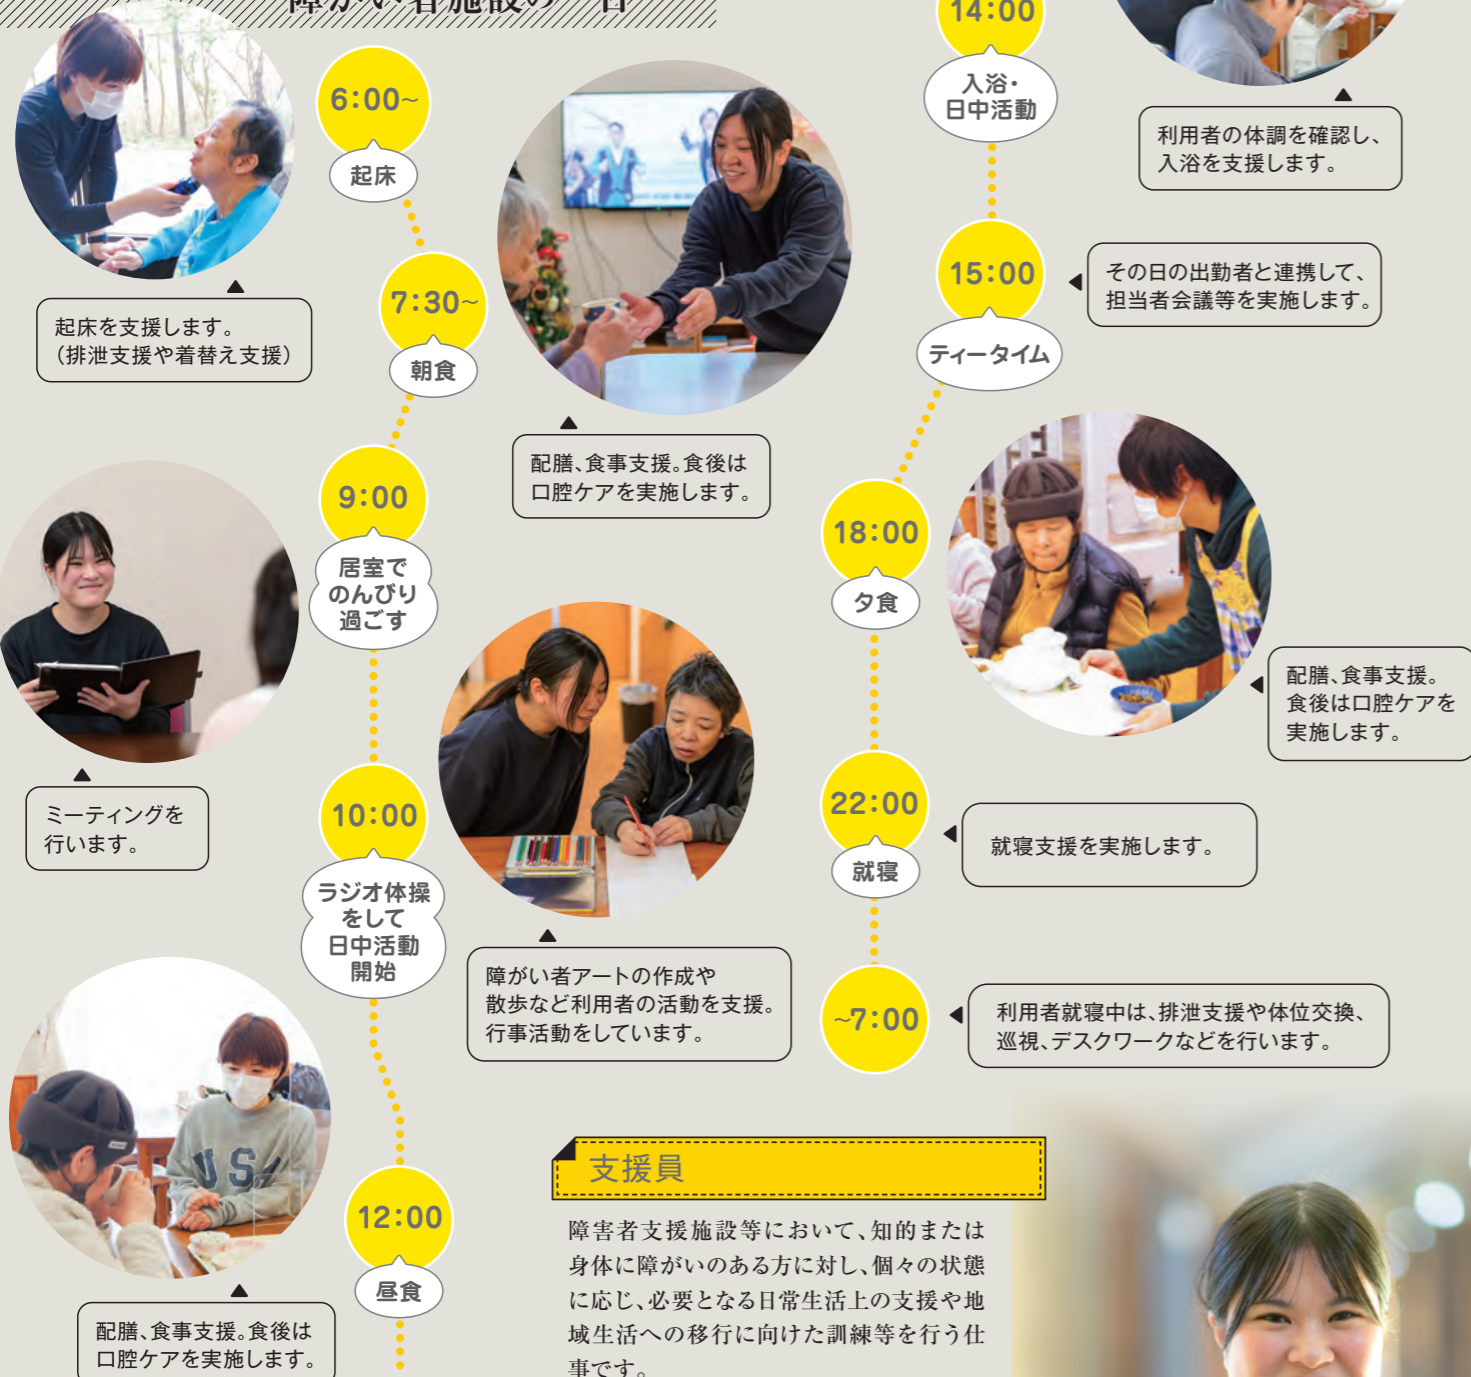 障がい者施設の一日
6:00~
起床
起床を支援します。
(排泄支援や着替え支援)
7:30~
朝食
配膳、食事支援。食後は
口腔ケアを実施します。
9:00
居室で
のんびり
過ごす
ミーティングを
行います。
10:00
ラジオ体操
をして
日中活動
開始
障がい者アートの作成や
散歩など利用者の活動を支援。
行事活動をしています。
12:00
昼食
配膳、食事支援。食後は
口腔ケアを実施します。
USA
14:00
入浴・
日中活動
利用者の体調を確認し、
入浴を支援します。
15:00
ティータイム
その日の出勤者と連携して、
担当者会議等を実施します。
18:00
夕食
配膳、食事支援。
食後は口腔ケアを
実施します。
22:00
就寝
就寝支援を実施します。
~7:00
利用者就寝中は、排泄支援や体位交換、
巡視、デスクワークなどを行います。
支援員
障害者支援施設等において、知的または
身体に障がいのある方に対し、個々の状態
に応じ、必要となる日常生活上の支援や地
域生活への移行に向けた訓練等を行う仕
事です。